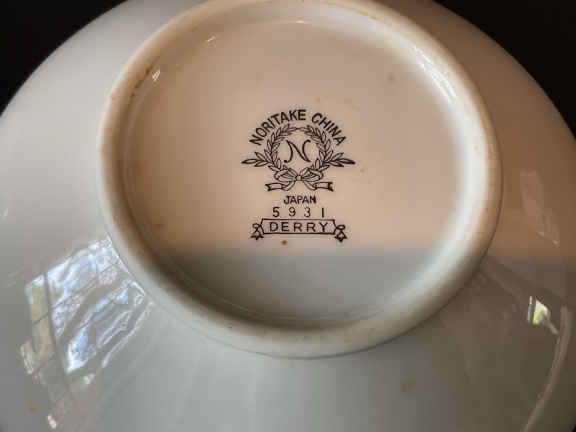 NORITAKE CHINA
N
JAPAN
5931
DERRY